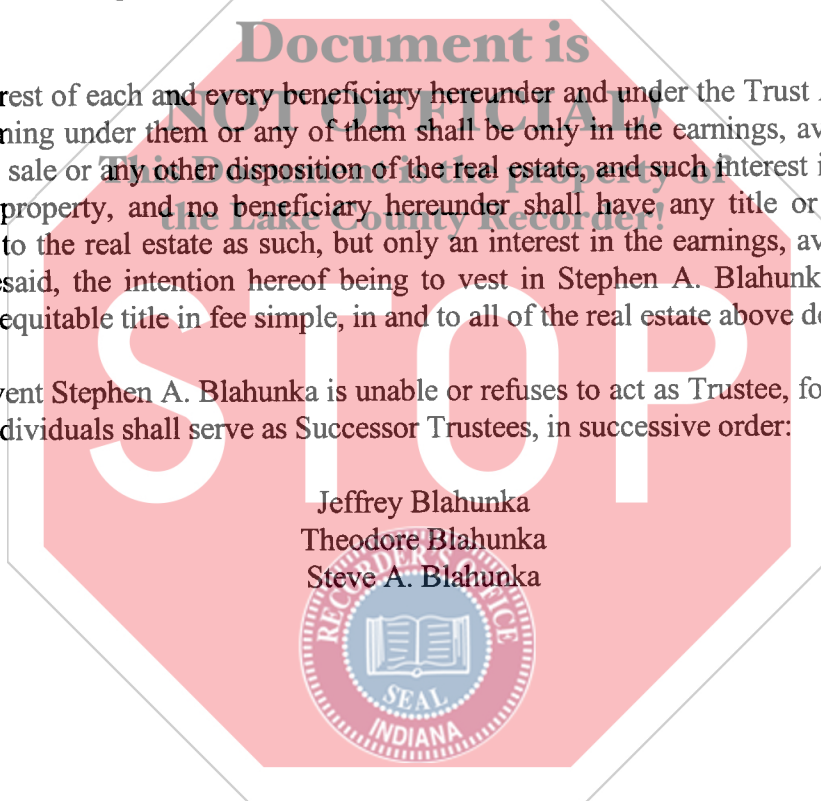 Document is
NOT OFFICIAL!
This Document is the property of
the Lake County Recorder!
STOP
rest of each and every beneficiary hereunder and under the Trust
ning under them or any of them shall be only in the earnings, av
sale or any other disposition of the real estate, and such interest i
property, and no beneficiary hereunder shall have any title or
to the real estate as such, but only an interest in the earnings, av
esaid, the intention hereof being to vest in Stephen A. Blahunk
equitable title in fee simple, in and to all of the real estate above de
vent Stephen A. Blahunka is unable or refuses to act as Trustee, fo
dividuals shall serve as Successor Trustees, in successive order:
Jeffrey Blahunka
Theodore Blahunka
Steve A. Blahunka
RECORDER'S OFFICE
SEAL
INDIANA